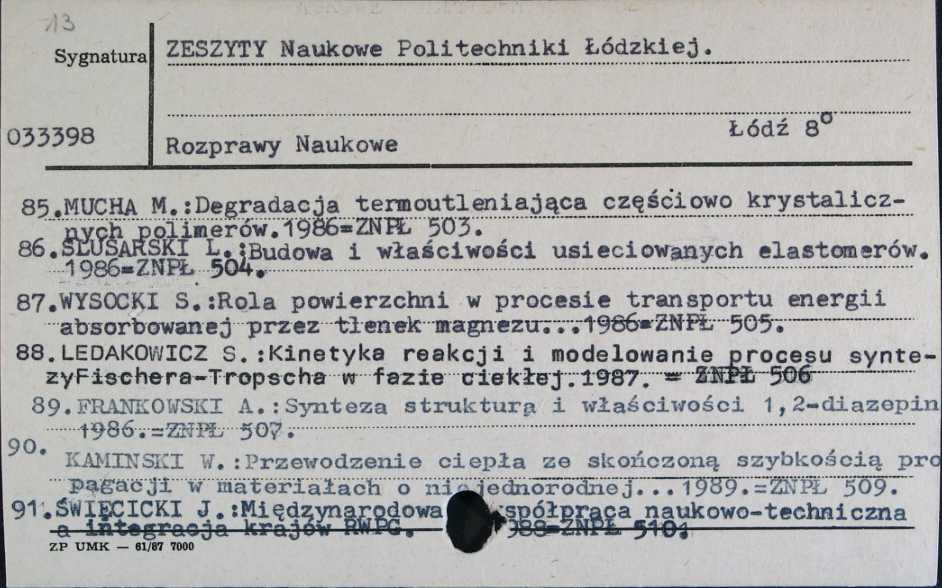 13
Sygnatura
ZESZYTY Naukowe Politechniki Łódzkiej.
033398
Łódź 8°
Rozprawy Naukowe
85.MUCHA M.:Degradacja termoutleniająca częściowo krystalicz-
nych polimerów.1986=ZNPŁ 503.
86.ŚLUSARSKI L.:Budowa i właściwości usieciowanych elastomerów.
1986=ZNPŁ 504.
87.WYSOCKI S.:Rola powierzchni w procesie transportu energii
absorbowanej przez tlenek magnezu...1986=ZNPŁ 505.
88.LEDAKOWICZ S.:Kinetyka reakcji i modelowanie procesu synte-
zyFischera-Tropscha w fazie ciekłej.1987. = ZNPŁ 506
89.FRANKOWSKI A.:Synteza struktura i właściwości 1,2-diazepin
1986.=ZNPŁ 507.
90.
KAMINSKI W.:Przewodzenie ciepła ze skończoną szybkością pro
pagacji w materiałach o niejednorodnej...1989.=ZNPŁ 509.
91.ŚWIĘCICKI J.:Międzynarodowa współpraca naukowo-techniczna
a integracja krajów RWPG. 988=ZNPŁ 510.
ZP UMK — 61/87 7000